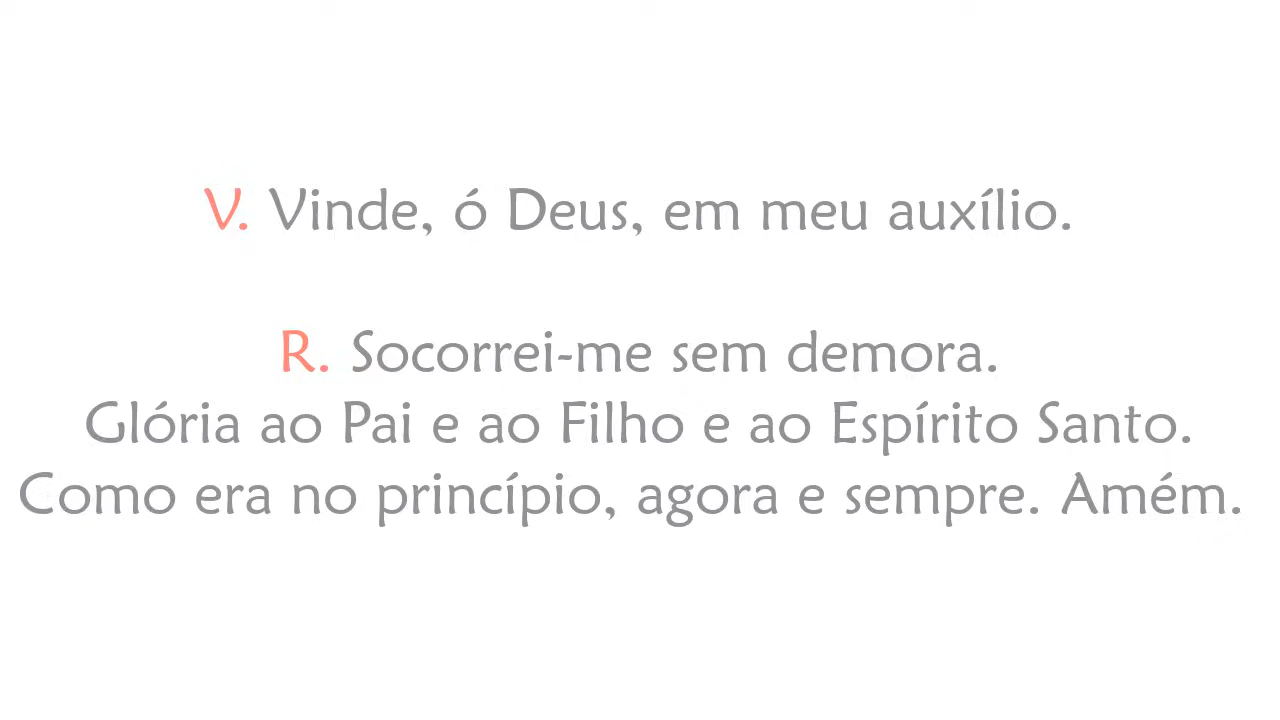 V. Vinde, ó Deus, em meu auxílio.
R. Socorrei-me sem demora.
Glória ao Pai e ao Filho e ao Espírito Santo.
Como era no princípio, agora e sempre. Amém.